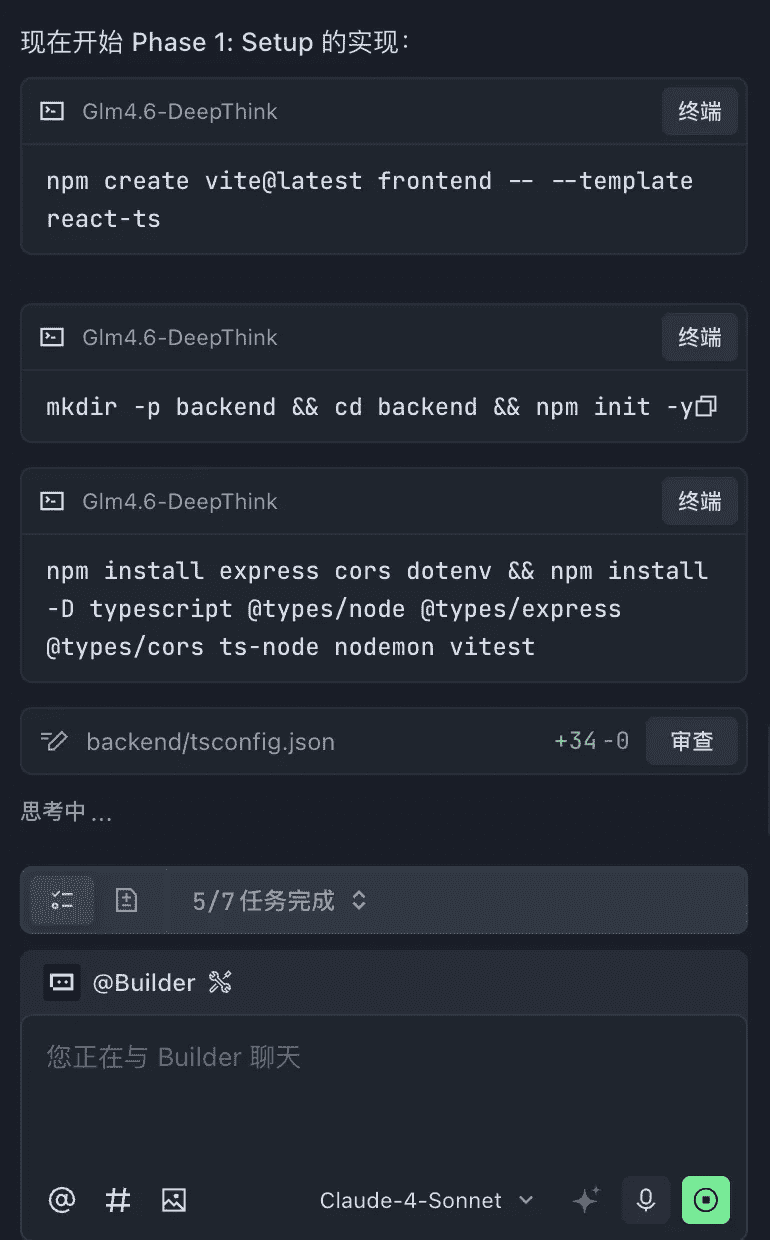 现在开始 Phase 1: Setup 的实现：
Glm4.6-DeepThink 终端
npm create vite@latest frontend -- --template
react-ts
Glm4.6-DeepThink 终端
mkdir -p backend && cd backend && npm init -y
Glm4.6-DeepThink 终端
npm install express cors dotenv && npm install
-D typescript @types/node @types/express
@types/cors ts-node nodemon vitest
backend/tsconfig.json +34 -0 审查
思考中...
5/7 任务完成
@Builder
您正在与 Builder 聊天
Claude-4-Sonnet